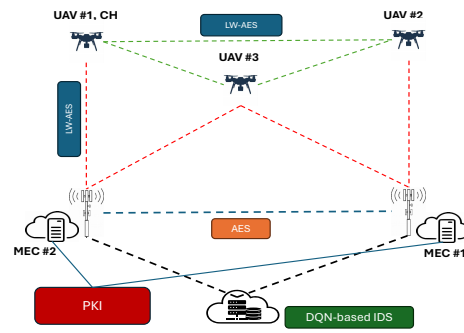 UAV #1, CH
LW-AES
UAV #2
UAV #3
LW-AES
AES
MEC #2
MEC #1
PKI
DQN-based IDS